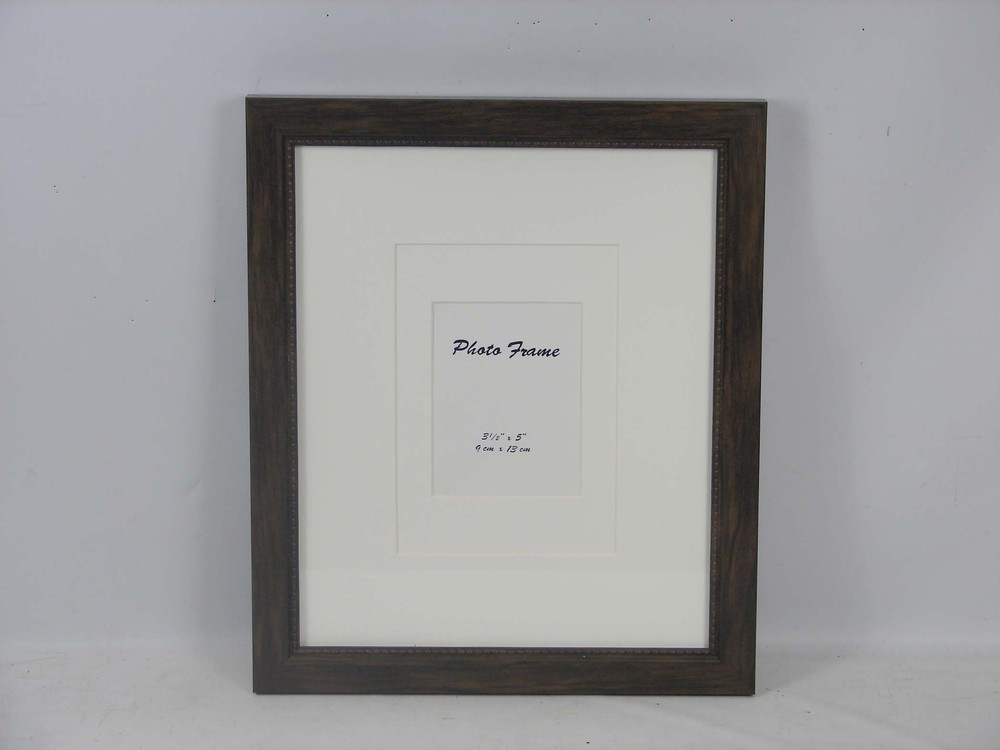 Photo Frame
3½" x 5"
9 cm x 13 cm